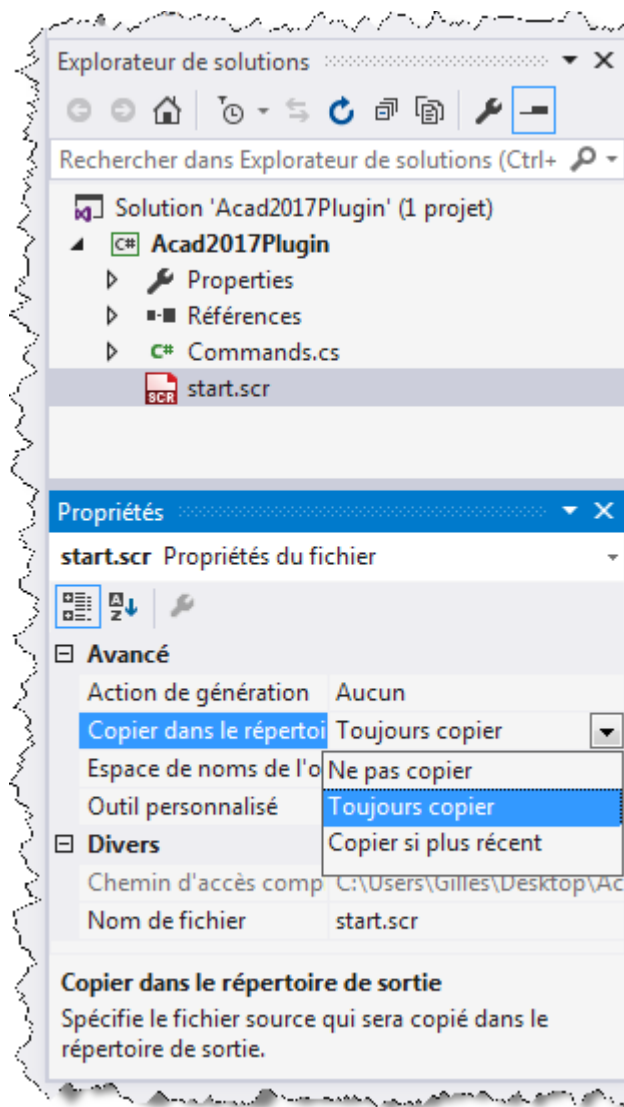 Explorateur de solutions
Rechercher dans Explorateur de solutions (Ctrl+
Solution 'Acad2017Plugin' (1 projet)
C# Acad2017Plugin
Properties
Références
C# Commands.cs
SCR start.scr
Propriétés
start.scr Propriétés du fichier
Avancé
Action de génération Aucun
Copier dans le répertoi Toujours copier
Espace de noms de l'o Ne pas copier
Outil personnalisé Toujours copier
Divers Copier si plus récent
Chemin d'accès comp C:\Users\Gilles\Desktop\Ac
Nom de fichier start.scr
Copier dans le répertoire de sortie
Spécifie le fichier source qui sera copié dans le
répertoire de sortie.